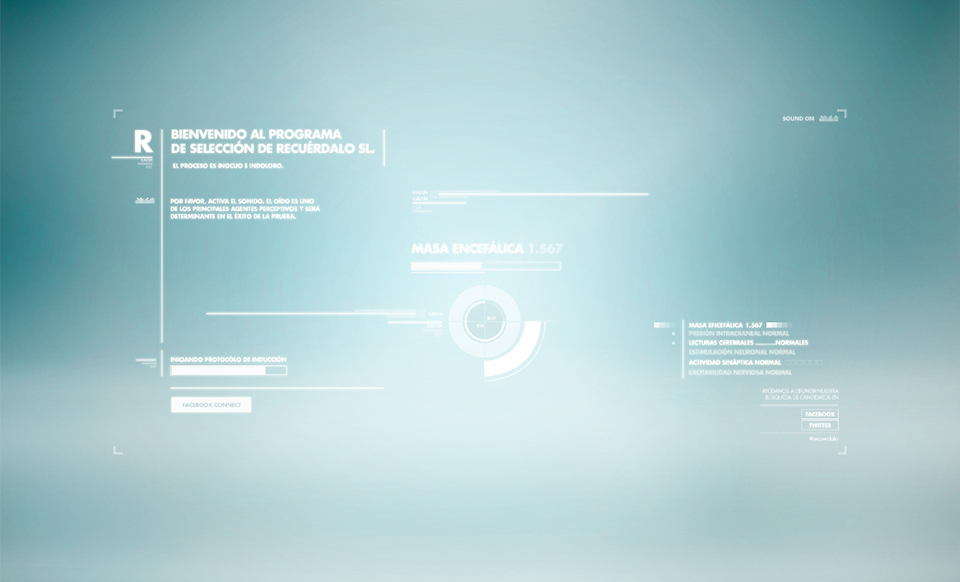 SOUND ON
R
BIENVENIDO AL PROGRAMA
DE SELECCIÓN DE RECUÉRDALO SL.
EL PROCESO ES INOCUO E INDOLORO.
POR FAVOR, ACTIVA EL SONIDO. EL OÍDO ES UNO
DE LOS PRINCIPALES AGENTES PERCEPTIVOS Y SERÁ
DETERMINANTE EN EL ÉXITO DE LA PRUEBA.
MASA ENCEFÁLICA 1.567
INICIANDO PROTOCÓLO DE INDUCCIÓN
FACEBOOK CONNECT
MASA ENCEFÁLICA 1.567
PRESIÓN INTRACRANEAL NORMAL
LECTURAS CEREBRALES ..........NORMALES
ESTIMULACIÓN NEURONAL NORMAL
ACTIVIDAD SINÁPTICA NORMAL
EXCITABILIDAD NERVIOSA NORMAL
AYÚDANOS A DIFUNDIR NUESTRA
BÚSQUEDA DE CANDIDATOS EN
FACEBOOK
TWITTER